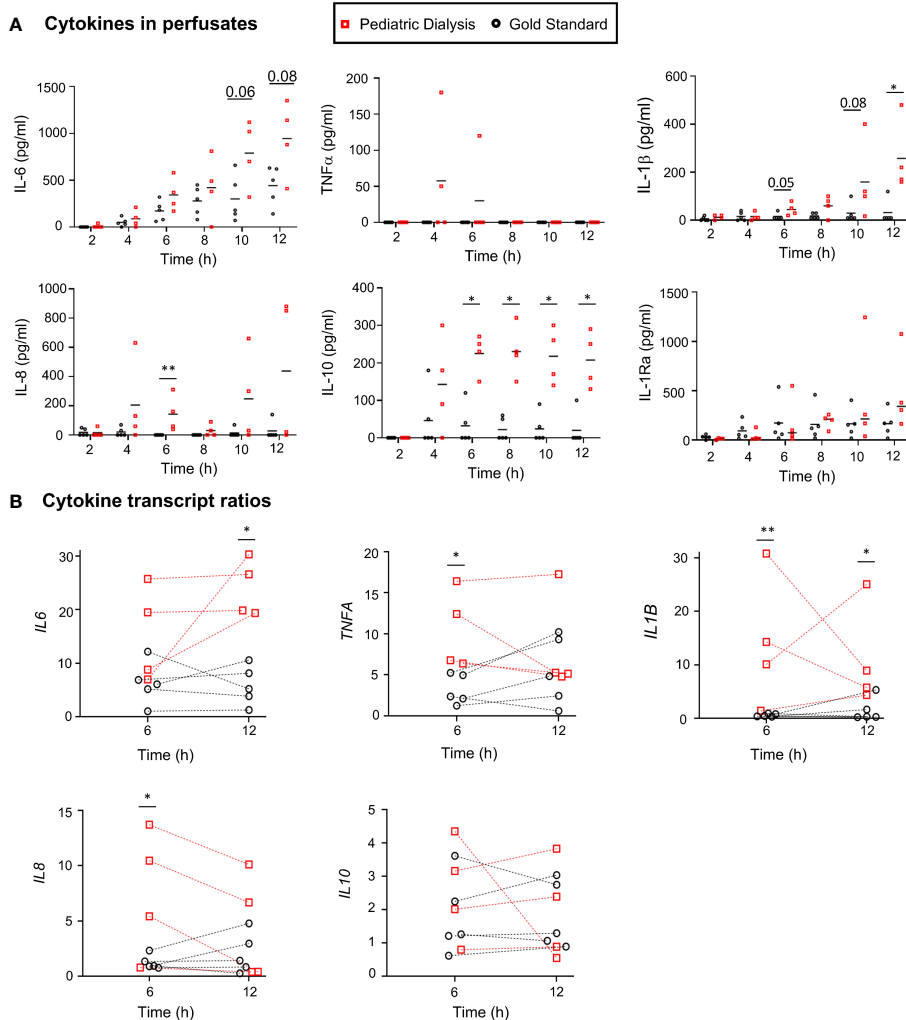 A Cytokines in perfusates
Pediatric Dialysis Gold Standard
IL-6 (pg/ml)
1500
1000
500
0
0.06
0.08
2 4 6 8 10 12
Time (h)
TNFα (pg/ml)
200
150
100
50
0
2 4 6 8 10 12
Time (h)
IL-1β (pg/ml)
600
400
200
0
0.05
0.08
*
2 4 6 8 10 12
Time (h)
IL-8 (pg/ml)
1000
800
600
400
200
0
**
2 4 6 8 10 12
Time (h)
IL-10 (pg/ml)
400
300
200
100
0
* * * *
2 4 6 8 10 12
Time (h)
IL-1Ra (pg/ml)
1500
1000
500
0
2 4 6 8 10 12
Time (h)
B Cytokine transcript ratios
IL6
30
20
10
0
*
6 12
Time (h)
TNFA
20
15
10
5
0
*
6 12
Time (h)
IL1B
30
20
10
0
**
*
6 12
Time (h)
IL8
15
10
5
0
*
6 12
Time (h)
IL10
5
4
3
2
1
0
6 12
Time (h)